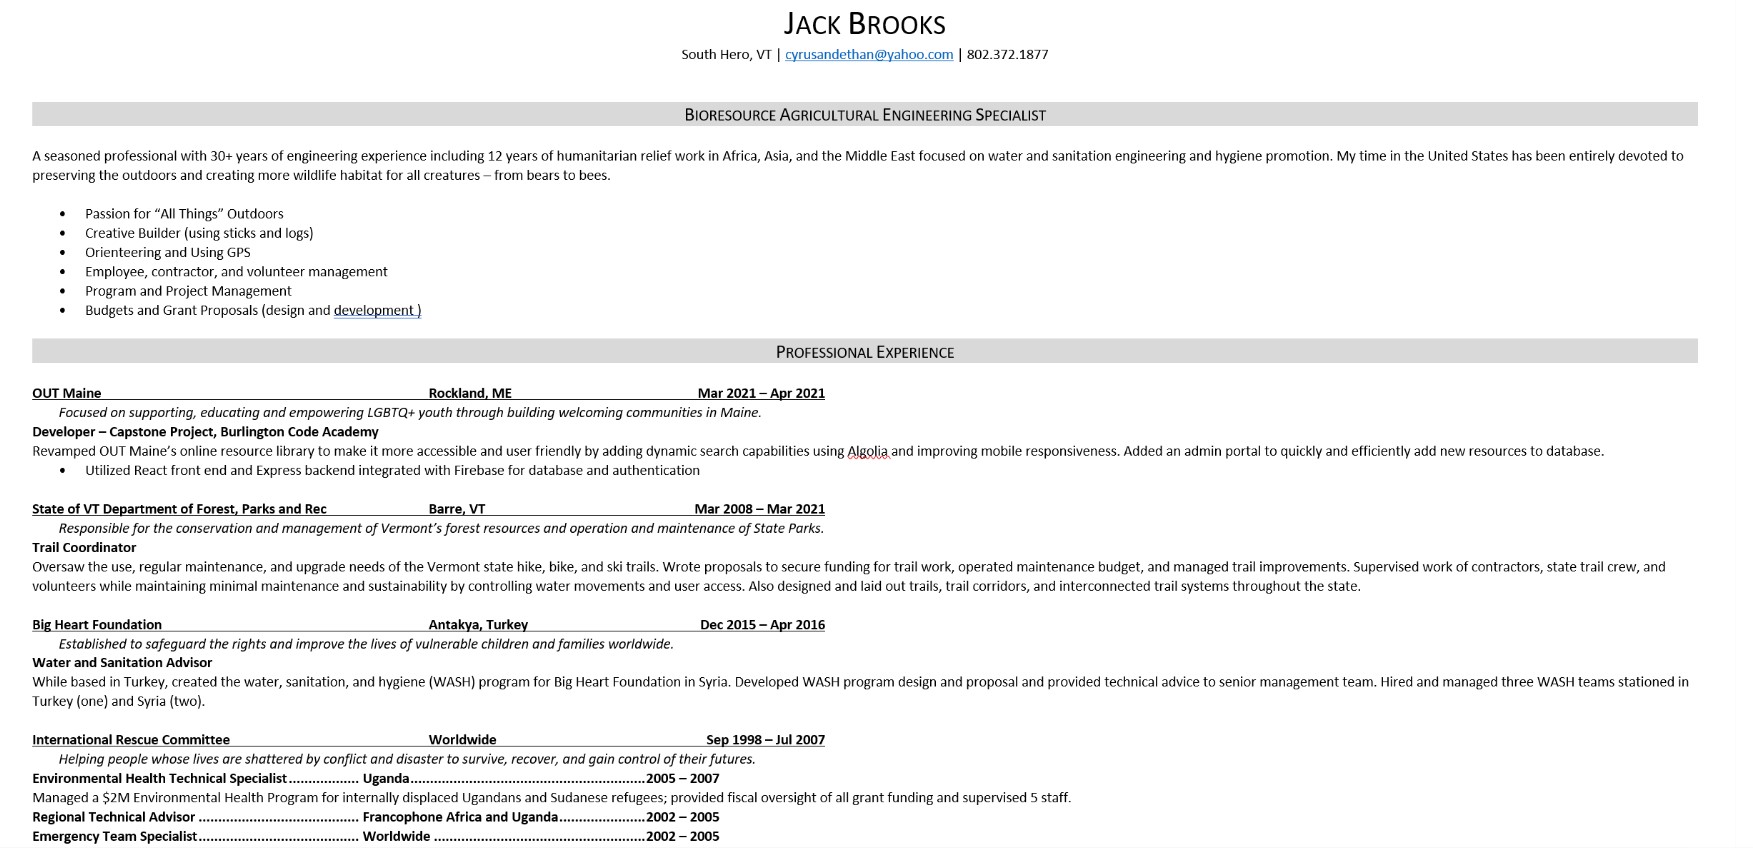 JACK BROOKS
South Hero, VT | cyrusandethan@yahoo.com | 802.372.1877
BIORESOURCE AGRICULTURAL ENGINEERING SPECIALIST
A seasoned professional with 30+ years of engineering experience including 12 years of humanitarian relief work in Africa, Asia, and the Middle East focused on water and sanitation engineering and hygiene promotion. My time in the United States has been entirely devoted to
preserving the outdoors and creating more wildlife habitat for all creatures – from bears to bees.
• Passion for “All Things” Outdoors
• Creative Builder (using sticks and logs)
• Orienteering and Using GPS
• Employee, contractor, and volunteer management
• Program and Project Management
• Budgets and Grant Proposals (design and development )
PROFESSIONAL EXPERIENCE
OUT Maine Rockland, ME Mar 2021 – Apr 2021
Focused on supporting, educating and empowering LGBTQ+ youth through building welcoming communities in Maine.
Developer – Capstone Project, Burlington Code Academy
Revamped OUT Maine’s online resource library to make it more accessible and user friendly by adding dynamic search capabilities using Algolia and improving mobile responsiveness. Added an admin portal to quickly and efficiently add new resources to database.
• Utilized React front end and Express backend integrated with Firebase for database and authentication
State of VT Department of Forest, Parks and Rec Barre, VT Mar 2008 – Mar 2021
Responsible for the conservation and management of Vermont’s forest resources and operation and maintenance of State Parks.
Trail Coordinator
Oversaw the use, regular maintenance, and upgrade needs of the Vermont state hike, bike, and ski trails. Wrote proposals to secure funding for trail work, operated maintenance budget, and managed trail improvements. Supervised work of contractors, state trail crew, and
volunteers while maintaining minimal maintenance and sustainability by controlling water movements and user access. Also designed and laid out trails, trail corridors, and interconnected trail systems throughout the state.
Big Heart Foundation Antakya, Turkey Dec 2015 – Apr 2016
Established to safeguard the rights and improve the lives of vulnerable children and families worldwide.
Water and Sanitation Advisor
While based in Turkey, created the water, sanitation, and hygiene (WASH) program for Big Heart Foundation in Syria. Developed WASH program design and proposal and provided technical advice to senior management team. Hired and managed three WASH teams stationed in
Turkey (one) and Syria (two).
International Rescue Committee Worldwide Sep 1998 – Jul 2007
Helping people whose lives are shattered by conflict and disaster to survive, recover, and gain control of their futures.
Environmental Health Technical Specialist.................. Uganda............................................................2005 – 2007
Managed a $2M Environmental Health Program for internally displaced Ugandans and Sudanese refugees; provided fiscal oversight of all grant funding and supervised 5 staff.
Regional Technical Advisor ......................................... Francophone Africa and Uganda......................2002 – 2005
Emergency Team Specialist......................................... Worldwide ......................................................2002 – 2005